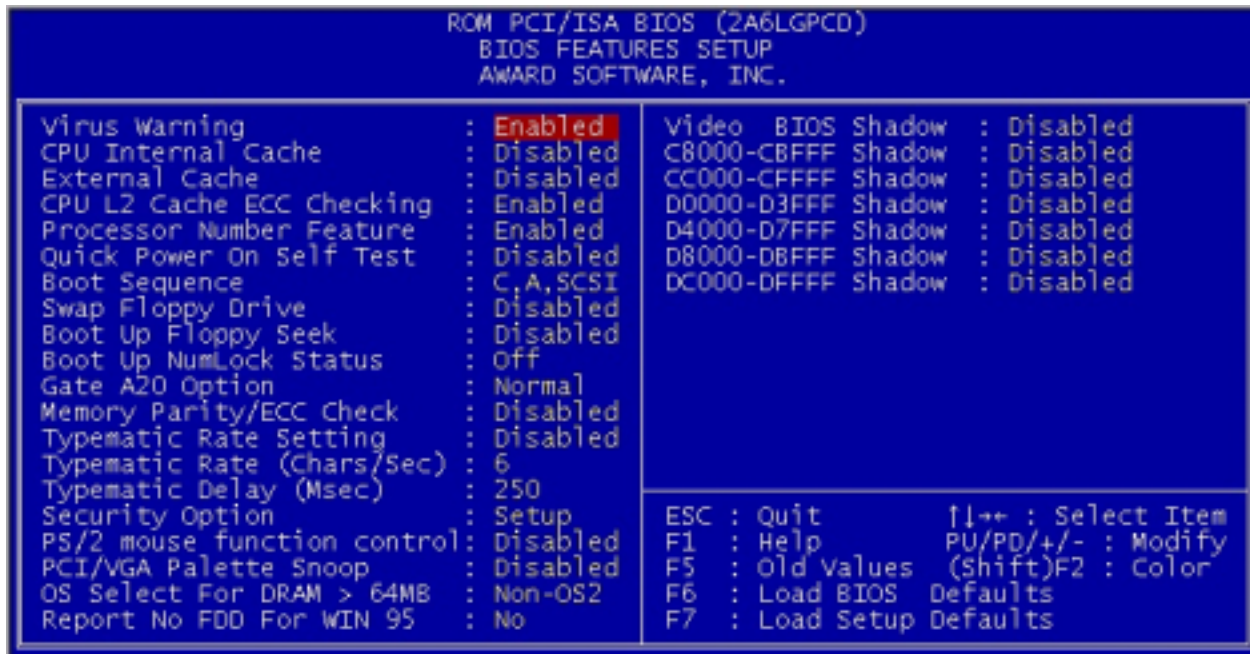 ROM PCI/ISA BIOS (2A6LGPCD)
BIOS FEATURES SETUP
AWARD SOFTWARE, INC.
Virus Warning : Enabled
CPU Internal Cache : Disabled
External Cache : Disabled
CPU L2 Cache ECC Checking : Enabled
Processor Number Feature : Enabled
Quick Power On Self Test : Disabled
Boot Sequence : C,A,SCSI
Swap Floppy Drive : Disabled
Boot Up Floppy Seek : Disabled
Boot Up NumLock Status : Off
Gate A20 Option : Normal
Memory Parity/ECC Check : Disabled
Typematic Rate Setting : Disabled
Typematic Rate (Chars/Sec) : 6
Typematic Delay (Msec) : 250
Security Option : Setup
PS/2 mouse function control: Disabled
PCI/VGA Palette Snoop : Disabled
OS Select For DRAM > 64MB : Non-OS2
Report No FDD For WIN 95 : No
Video BIOS Shadow : Disabled
C8000-CBFFF Shadow : Disabled
CC000-CFFFF Shadow : Disabled
D0000-D3FFF Shadow : Disabled
D4000-D7FFF Shadow : Disabled
D8000-DBFFF Shadow : Disabled
DC000-DFFFF Shadow : Disabled
ESC : Quit ↑↓→← : Select Item
F1 : Help PU/PD/+/- : Modify
F5 : Old Values (Shift)F2 : Color
F6 : Load BIOS Defaults
F7 : Load Setup Defaults